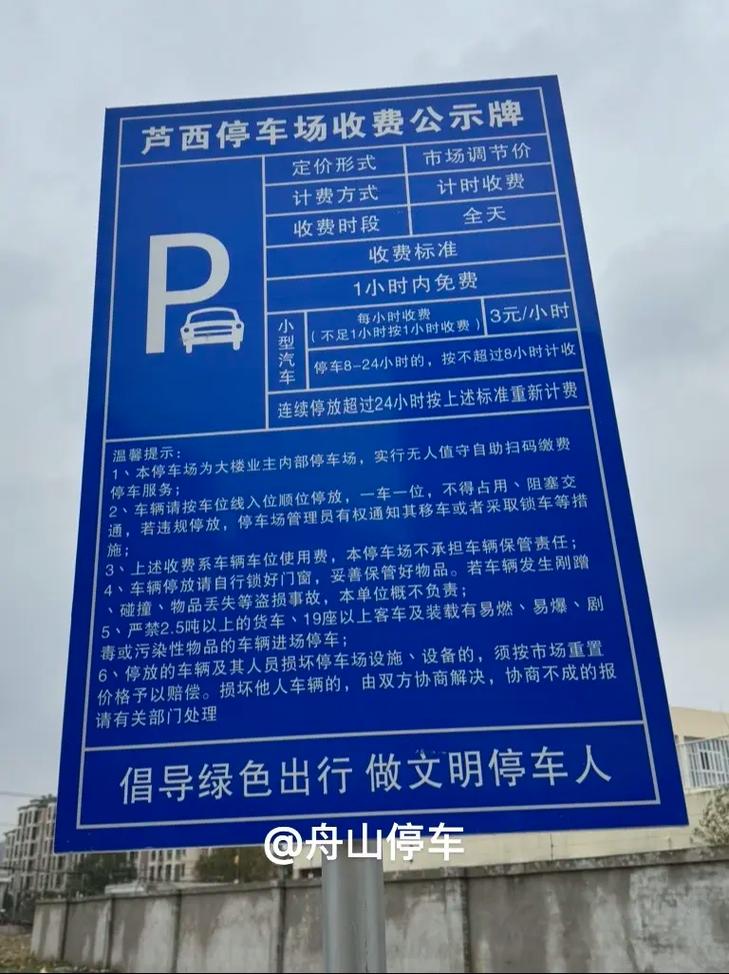 芦西停车场收费公示牌
P
定价形式 市场调节价
计费方式 计时收费
收费时段 全天
收费标准
1小时内免费
小型汽车
每小时收费
(不足1小时按1小时收费)
3元/小时
停车8-24小时的，按不超过8小时计收
连续停放超过24小时按上述标准重新计费
温馨提示：
1、本停车场为大楼业主内部停车场，实行无人值守自助扫码缴费
停车服务；
2、车辆请按车位线入位顺位停放，一车一位，不得占用、阻塞交
通，若违规停放，停车场管理员有权通知其移车或者采取锁车等措
施；
3、上述收费系车辆车位使用费，本停车场不承担车辆保管责任；
4、车辆停放请自行锁好门窗，妥善保管好物品。若车辆发生剐蹭
、碰撞、物品丢失等盗损事故，本单位概不负责；
5、严禁2.5吨以上的货车、19座以上客车及装载有易燃、易爆、剧
毒或污染性物品的车辆进场停车；
6、停放的车辆及其人员损坏停车场设施、设备的，须按市场重置
价格予以赔偿。损坏他人车辆的，由双方协商解决，协商不成的报
请有关部门处理
倡导绿色出行 做文明停车人
@舟山停车